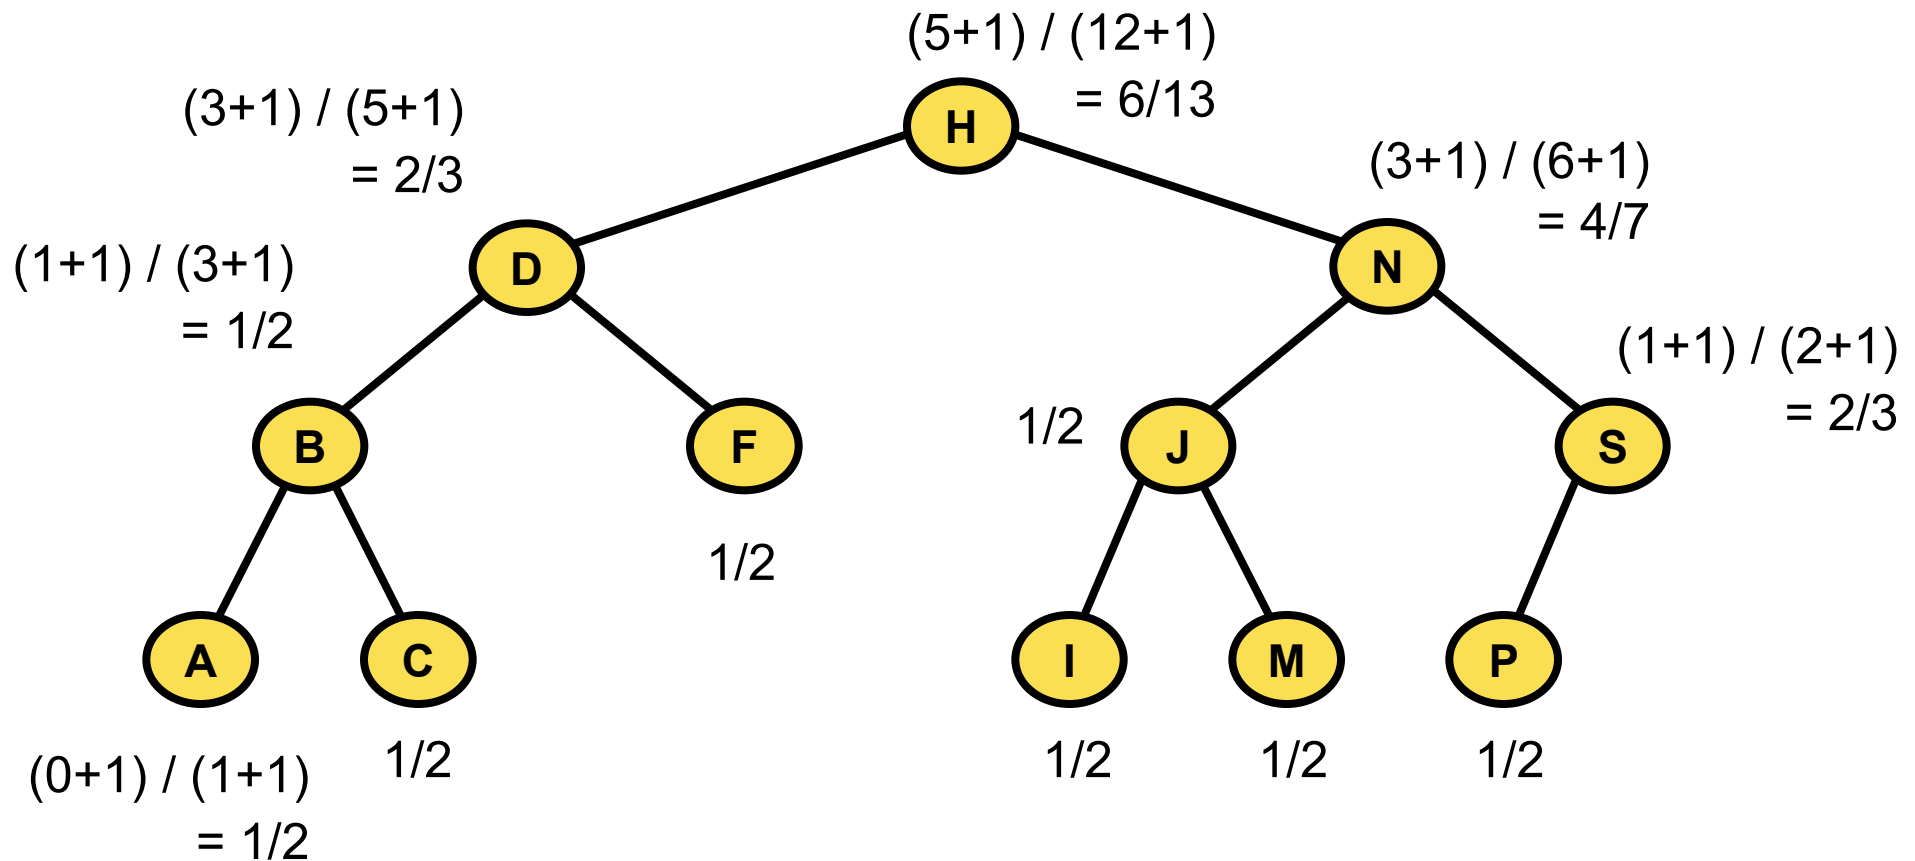 (5+1) / (12+1)
= 6/13
H
(3+1) / (5+1)
= 2/3
D
(3+1) / (6+1)
= 4/7
N
(1+1) / (3+1)
= 1/2
B
F
1/2
1/2
J
(1+1) / (2+1)
= 2/3
S
A
C
I
M
P
(0+1) / (1+1)
= 1/2
1/2
1/2
1/2
1/2